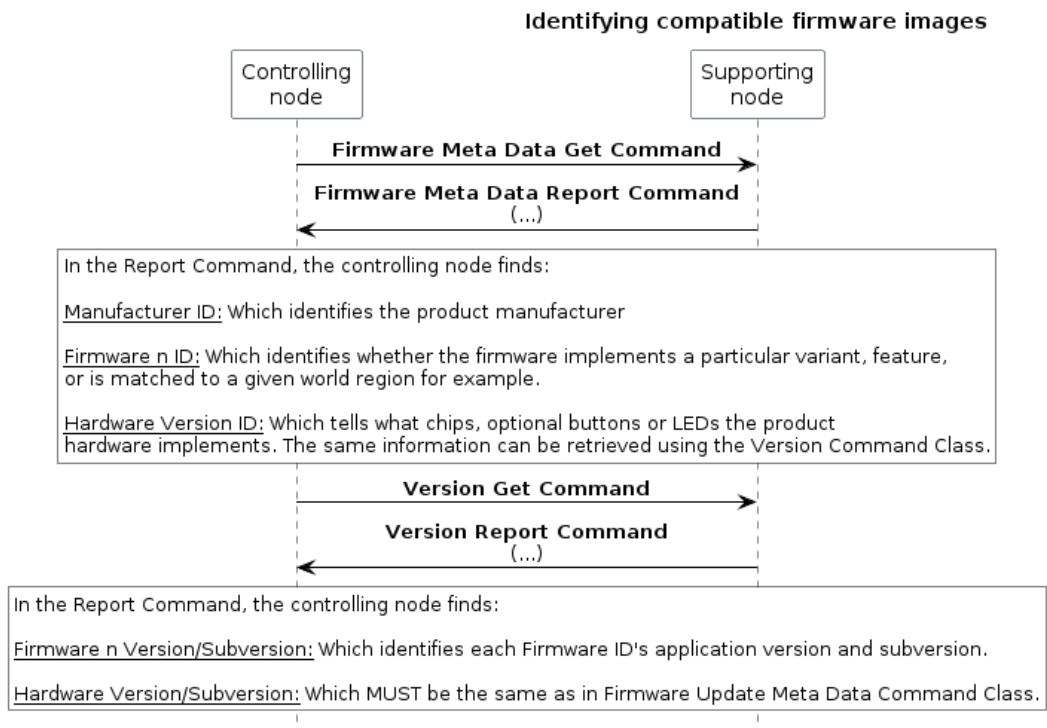 Identifying compatible firmware images
Controlling
node
Supporting
node
Firmware Meta Data Get Command
Firmware Meta Data Report Command
(...)
In the Report Command, the controlling node finds:
Manufacturer ID: Which identifies the product manufacturer
Firmware n ID: Which identifies whether the firmware implements a particular variant, feature,
or is matched to a given world region for example.
Hardware Version ID: Which tells what chips, optional buttons or LEDs the product
hardware implements. The same information can be retrieved using the Version Command Class.
Version Get Command
Version Report Command
(...)
In the Report Command, the controlling node finds:
Firmware n Version/Subversion: Which identifies each Firmware ID's application version and subversion.
Hardware Version/Subversion: Which MUST be the same as in Firmware Update Meta Data Command Class.